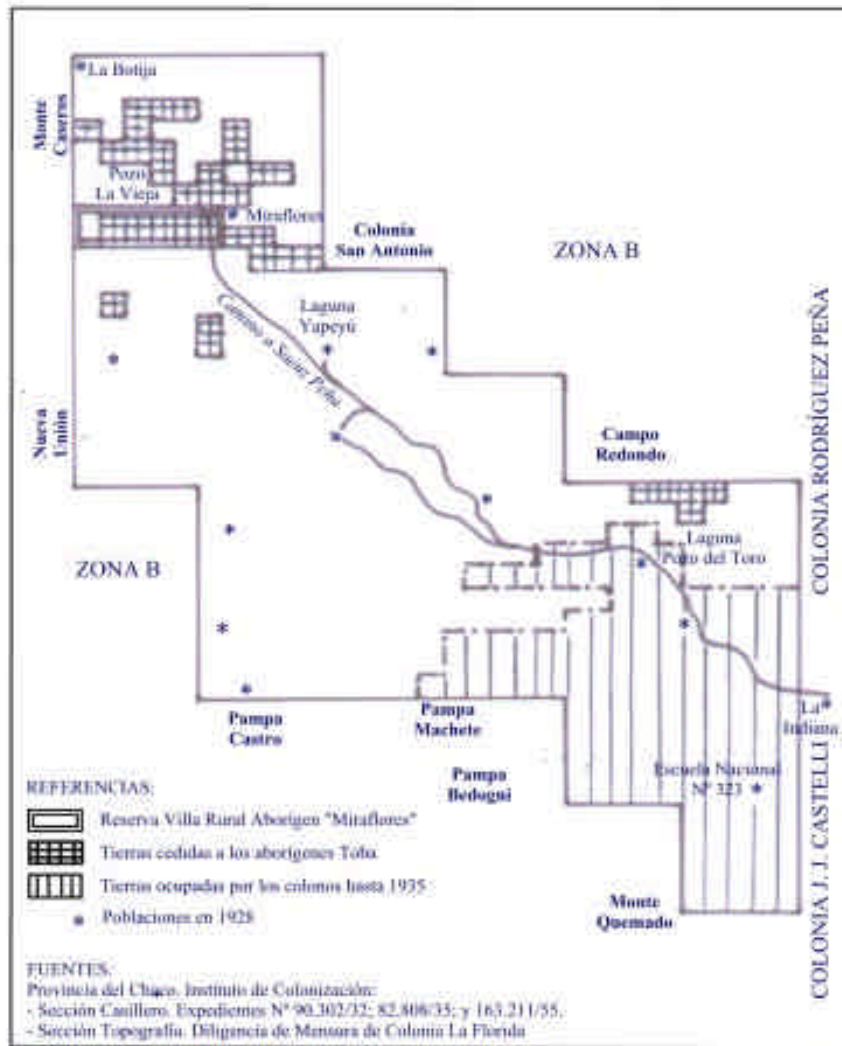 La Botija
Monte
Caseros
Pozo
La Vieja
Miraflores
Colonia
San Antonio
ZONA B
Laguna
Yapeyú
Camino a Saenz Peña
Nueva
Unión
Campo
Redondo
COLONIA RODRÍGUEZ PEÑA
Laguna
Pozo del Toro
ZONA B
La
Indiana
Pampa
Castro
Pampa
Machete
Pampa
Bedogni
Escuela Nacional
Nº 323
COLONIA J. J. CASTELLI
Monte
Quemado
REFERENCIAS:
Reserva Villa Rural Aborigen "Miraflores"
Tierras cedidas a los aborígenes Toba
Tierras ocupadas por los colonos hasta 1935
Poblaciones en 1928
FUENTES:
Provincia del Chaco. Instituto de Colonización:
- Sección Casillero. Expedientes Nº 90.302/32; 82.808/35; y 163.211/55.
- Sección Topografía. Diligencia de Mensura de Colonia La Florida